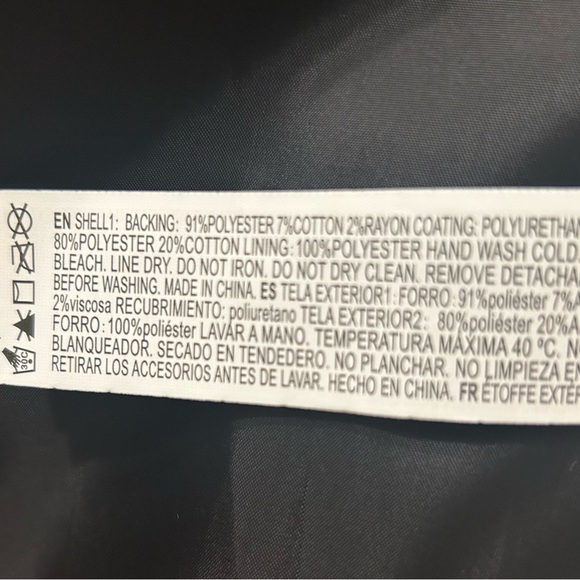 EN SHELL1: BACKING: 91%POLYESTER 7%COTTON 2%RAYON COATING: POLYURETHAN
80%POLYESTER 20%COTTON LINING:100%POLYESTER HAND WASH COLD.
BLEACH. LINE DRY. DO NOT IRON. DO NOT DRY CLEAN. REMOVE DETACHA
BEFORE WASHING. MADE IN CHINA. ES TELA EXTERIOR1: FORRO: 91%poliéster 7%A
2%viscosa RECUBRIMIENTO: poliuretano TELA EXTERIOR2: 80%poliéster 20%A
FORRO:100%poliéster LAVAR A MANO. TEMPERATURA MÁXIMA 40 ºC. N
BLANQUEADOR. SECADO EN TENDEDERO. NO PLANCHAR. NO LIMPIEZA EN
RETIRAR LOS ACCESORIOS ANTES DE LAVAR. HECHO EN CHINA. FR ÉTOFFE EXTÉ